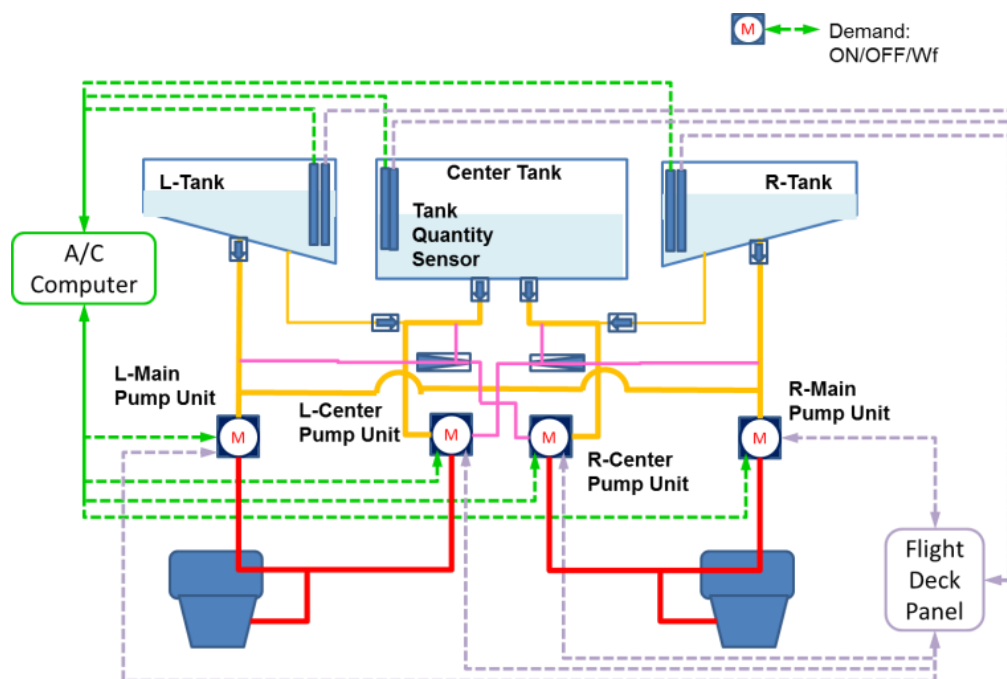 M
Demand:
ON/OFF/Wf
L-Tank
Center Tank
R-Tank
Tank
Quantity
Sensor
A/C
Computer
L-Main
Pump Unit
L-Center
Pump Unit
R-Main
Pump Unit
M
M
M
M
R-Center
Pump Unit
Flight
Deck
Panel